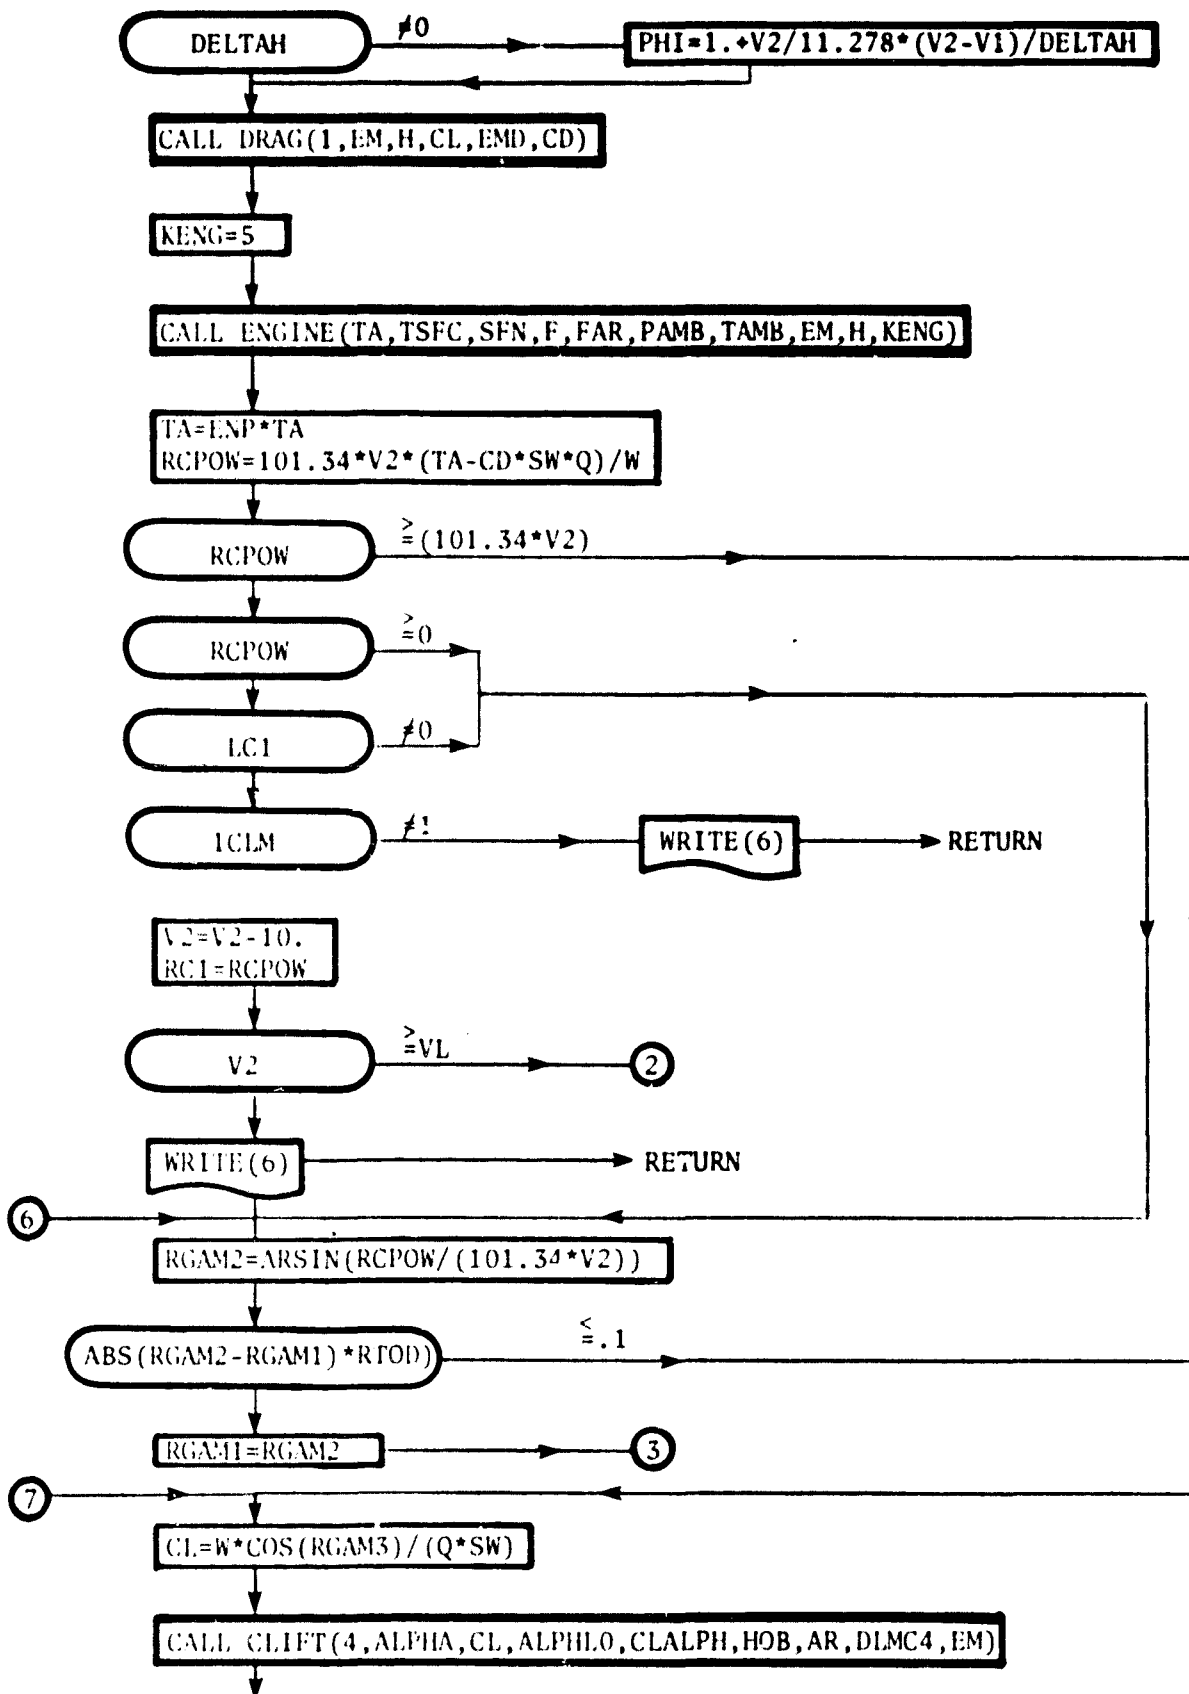 DELTAH
≠0
PHI=1.+V2/11.278*(V2-V1)/DELTAH
CALL DRAG(1,EM,H,CL,EMD,CD)
KENG=5
CALL ENGINE(TA,TSFC,SFN,F,FAR,PAMB,TAMB,EM,H,KENG)
TA=ENP*TA
RCPOW=101.34*V2*(TA-CD*SW*Q)/W
RCPOW
≥(101.34*V2)
RCPOW
≥0
LC1
≠0
1CLM
≠1
WRITE(6)
RETURN
V2=V2-10.
RC1=RCPOW
V2
≥VL
2
WRITE(6)
RETURN
6
RGAM2=ARSIN(RCPOW/(101.34*V2))
ABS(RGAM2-RGAM1)*RTOD)
≤.1
RGAM1=RGAM2
3
7
CL=W*COS(RGAM3)/(Q*SW)
CALL CLIFT(4,ALPHA,CL,ALPHL0,CLALPH,HOB,AR,DLMC4,EM)